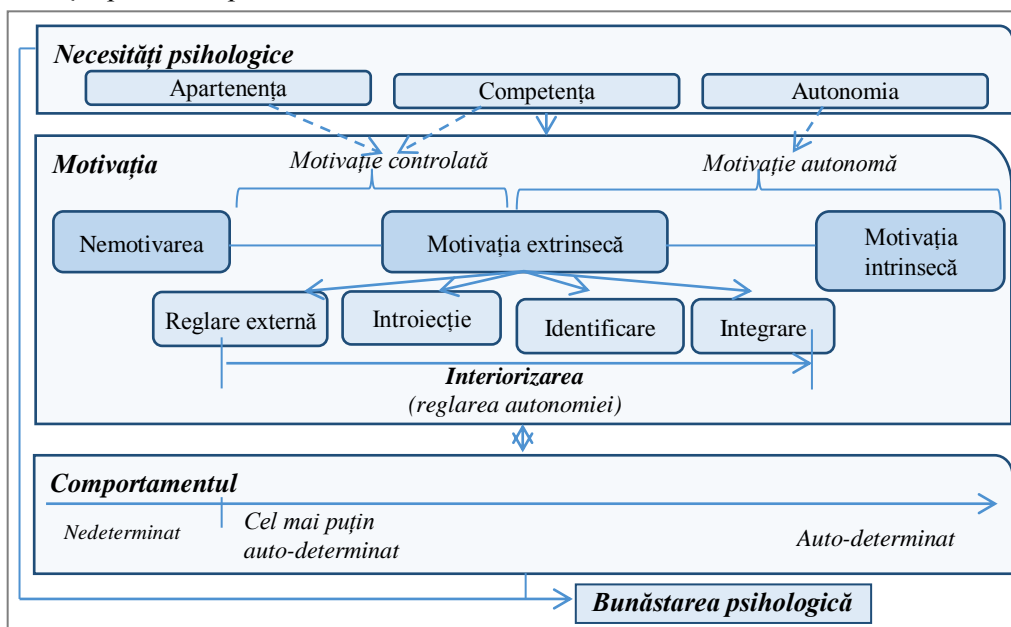 Necesități psihologice
Apartenența
Competența
Autonomia
Motivația
Motivație controlată
Motivație autonomă
Nemotivarea
Motivația extrinsecă
Motivația
intrinsecă
Reglare externă
Introiecție
Identificare
Integrare
Interiorizarea
(reglarea autonomiei)
Comportamentul
Nedeterminat
Cel mai puțin
auto-determinat
Auto-determinat
Bunăstarea psihologică